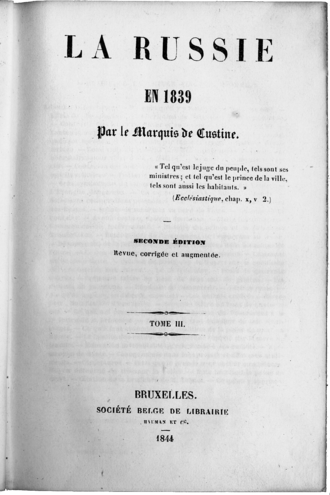 LA RUSSIE
EN 1839
Par le Marquis de Custine.
« Tel qu'est le juge du peuple, tels sont ses
ministres ; et tel qu'est le prince de la ville,
tels sont aussi les habitants. »
(Ecclésiastique, chap. x, v 2.)
SECONDE ÉDITION
Revue, corrigée et augmentée.
TOME III.
BRUXELLES.
SOCIÉTÉ BELGE DE LIBRAIRIE
HAUMAN ET Cᵉ.
1844